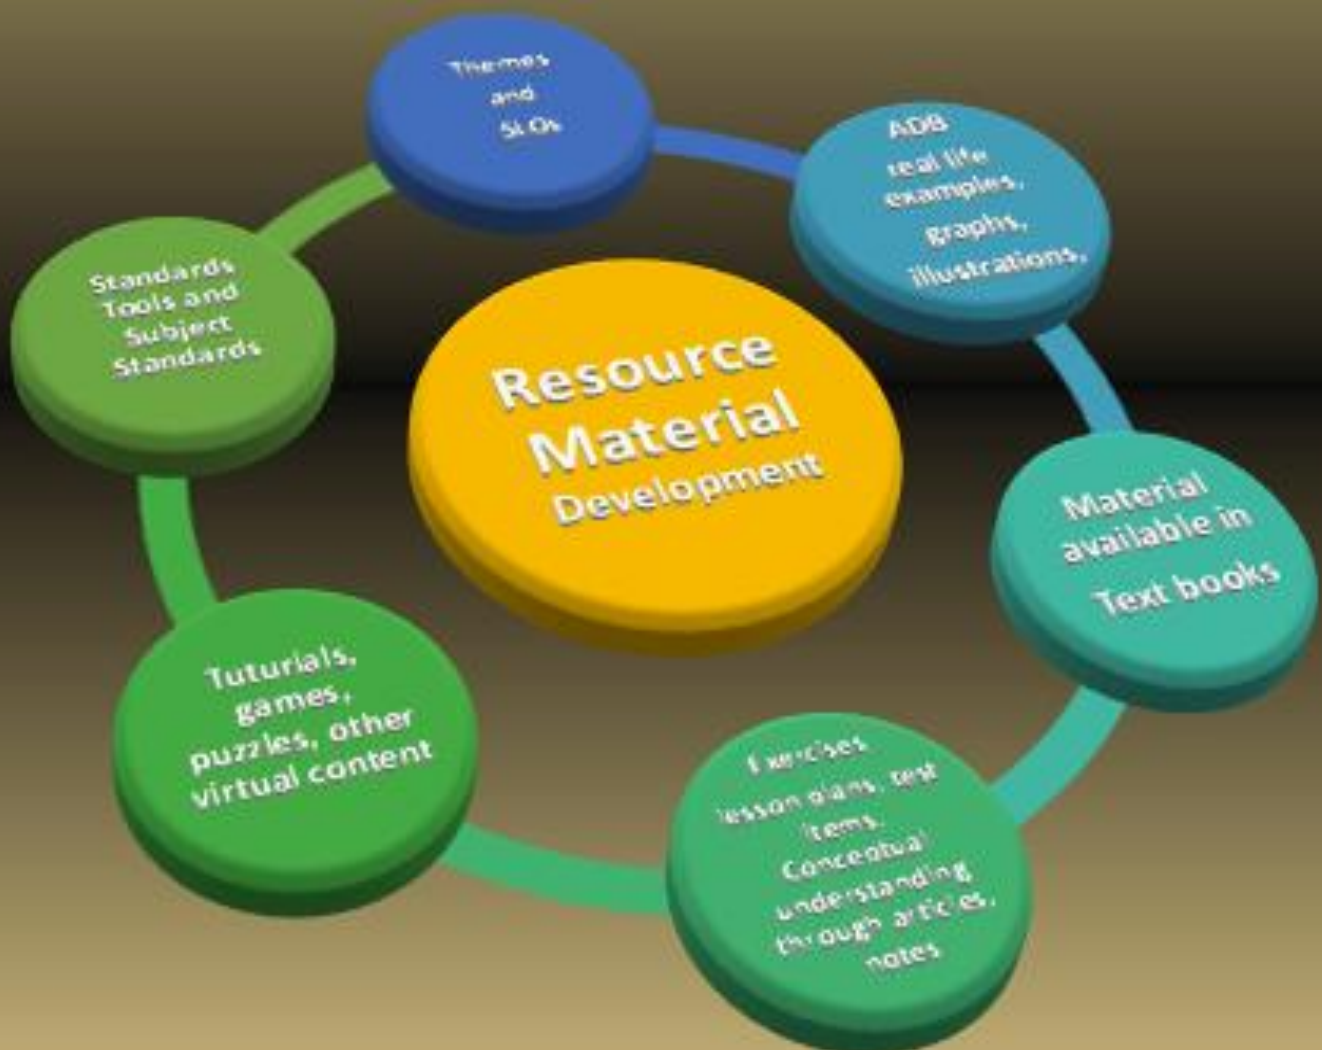 Themes
and
SLOs
ADB
real life
examples,
graphs,
illustrations,
Material
available in
Text books
Exercises
lesson plans, test
items.
Conceptual
understanding
through articles,
notes
Tuturials,
games,
puzzles, other
virtual content
Standards
Tools and
Subject
Standards
Resource
Material
Development